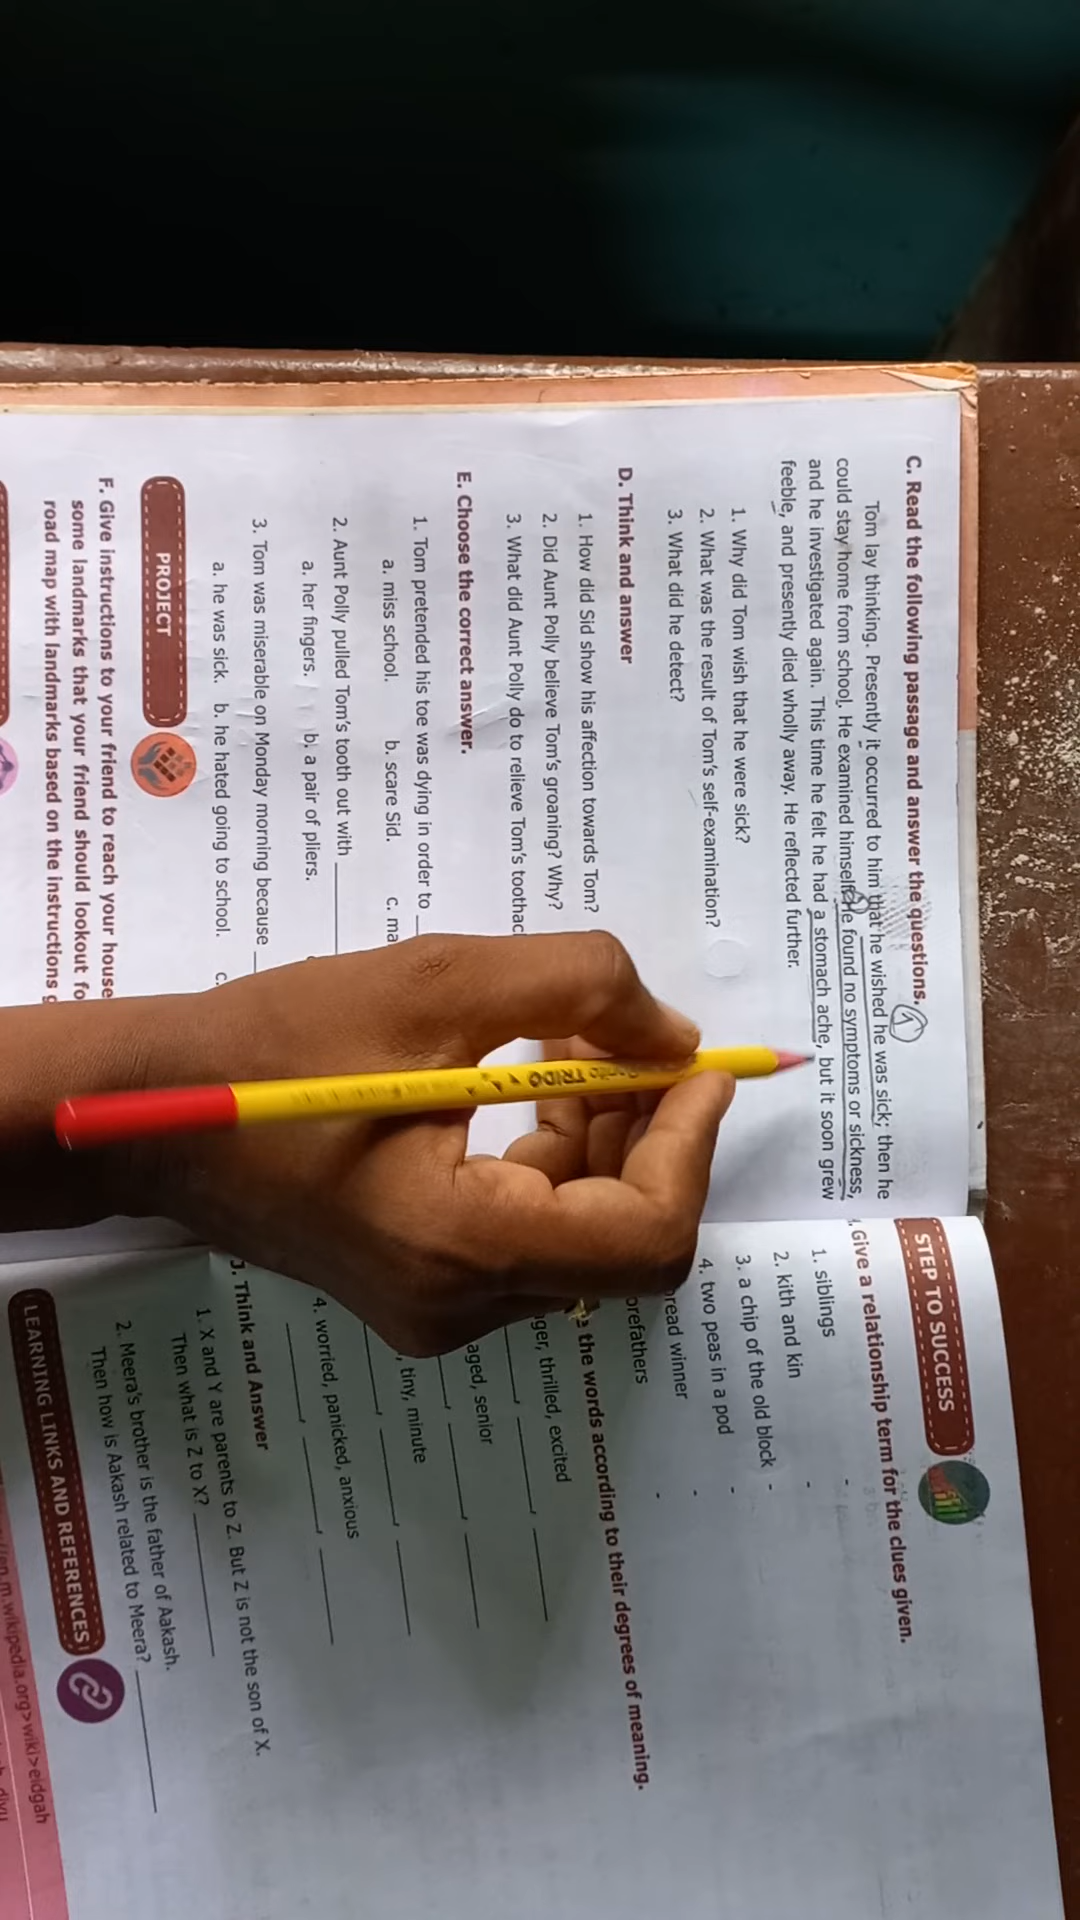 C. Read the following passage and answer the questions.
Tom lay thinking. Presently it occurred to him that he wished he was sick; then he
could stay home from school. He examined himself. He found no symptoms or sickness,
and he investigated again. This time he felt he had a stomach ache, but it soon grew
feeble, and presently died wholly away. He reflected further.
1. Why did Tom wish that he were sick?
2. What was the result of Tom's self-examination?
3. What did he detect?
D. Think and answer
1. How did Sid show his affection towards Tom?
2. Did Aunt Polly believe Tom's groaning? Why?
3. What did Aunt Polly do to relieve Tom's toothac
E. Choose the correct answer.
1. Tom pretended his toe was dying in order to
a. miss school. b. scare Sid. c. ma
2. Aunt Polly pulled Tom's tooth out with
a. her fingers. b. a pair of pliers.
3. Tom was miserable on Monday morning because
a. he was sick. b. he hated going to school. c.
PROJECT
F. Give instructions to your friend to reach your house
some landmarks that your friend should lookout fo
road map with landmarks based on the instructions g
STEP TO SUCCESS
Give a relationship term for the clues given.
1. siblings -
2. kith and kin -
3. a chip of the old block -
4. two peas in a pod -
read winner -
orefathers
the words according to their degrees of meaning.
ger, thrilled, excited
aged, senior
, tiny, minute
4. worried, panicked, anxious
J. Think and Answer
1. X and Y are parents to Z. But Z is not the son of X.
Then what is Z to X?
2. Meera's brother is the father of Aakash.
Then how is Aakash related to Meera?
LEARNING LINKS AND REFERENCES
en.m.wikipedia.org>wiki>eidgah